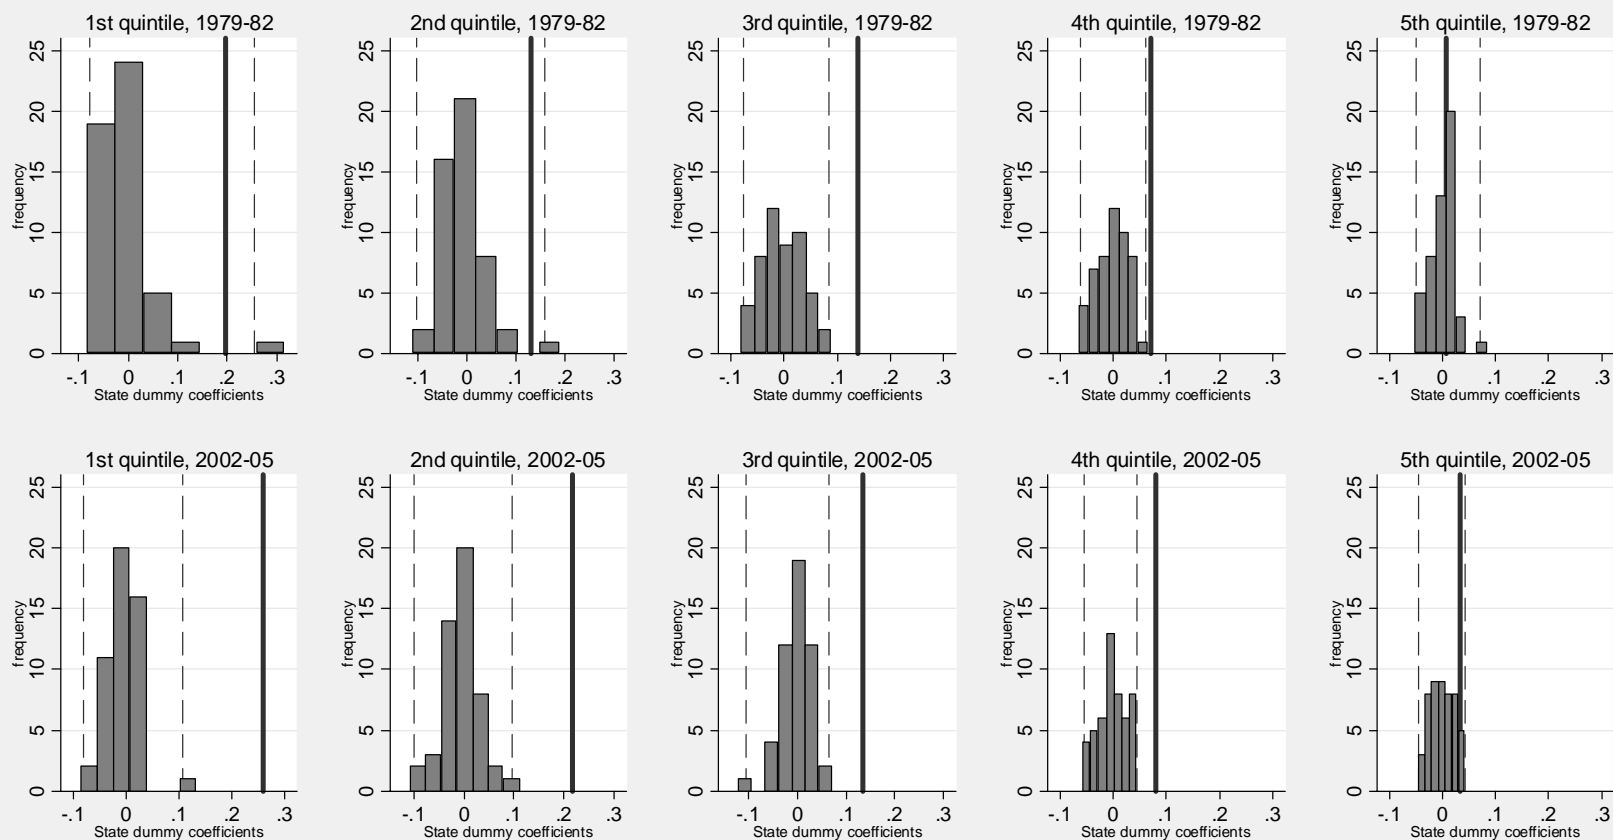 1st quintile, 1979-82
frequency
25
20
15
10
5
0
-.1 0 .1 .2 .3
State dummy coefficients
2nd quintile, 1979-82
frequency
25
20
15
10
5
0
-.1 0 .1 .2 .3
State dummy coefficients
3rd quintile, 1979-82
frequency
25
20
15
10
5
0
-.1 0 .1 .2 .3
State dummy coefficients
4th quintile, 1979-82
frequency
25
20
15
10
5
0
-.1 0 .1 .2 .3
State dummy coefficients
5th quintile, 1979-82
frequency
25
20
15
10
5
0
-.1 0 .1 .2 .3
State dummy coefficients
1st quintile, 2002-05
frequency
25
20
15
10
5
0
-.1 0 .1 .2 .3
State dummy coefficients
2nd quintile, 2002-05
frequency
25
20
15
10
5
0
-.1 0 .1 .2 .3
State dummy coefficients
3rd quintile, 2002-05
frequency
25
20
15
10
5
0
-.1 0 .1 .2 .3
State dummy coefficients
4th quintile, 2002-05
frequency
25
20
15
10
5
0
-.1 0 .1 .2 .3
State dummy coefficients
5th quintile, 2002-05
frequency
25
20
15
10
5
0
-.1 0 .1 .2 .3
State dummy coefficients